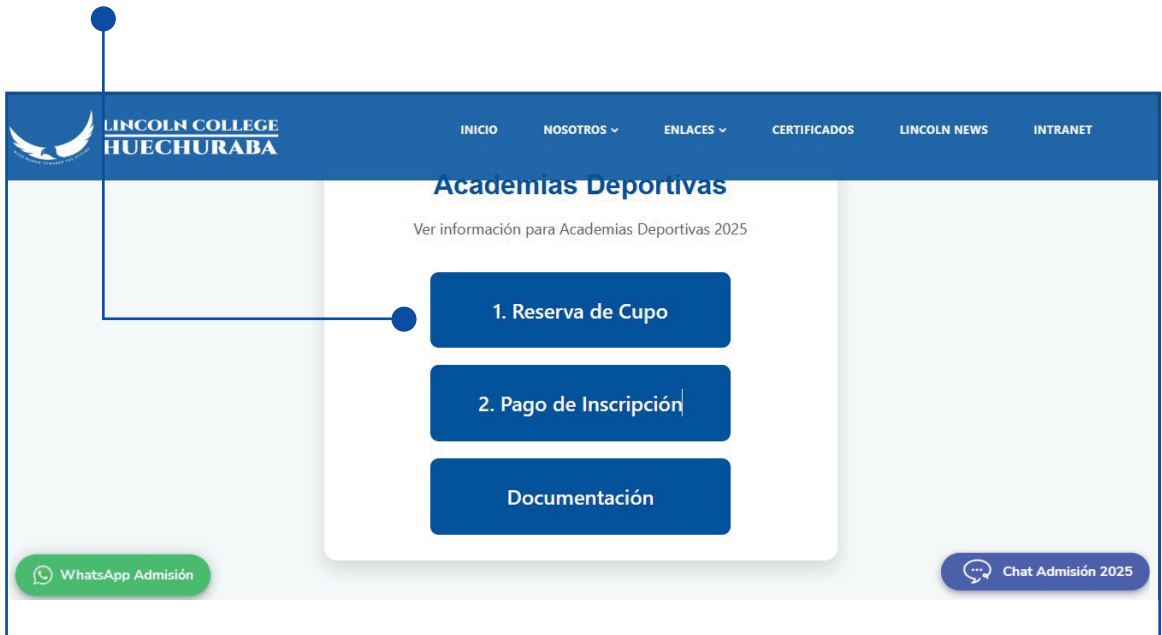 LINCOLN COLLEGE
HUECHURABA
INICIO
NOSOTROS
ENLACES
CERTIFICADOS
LINCOLN NEWS
INTRANET
Academias Deportivas
Ver información para Academias Deportivas 2025
1. Reserva de Cupo
2. Pago de Inscripción
Documentación
WhatsApp Admisión
Chat Admisión 2025